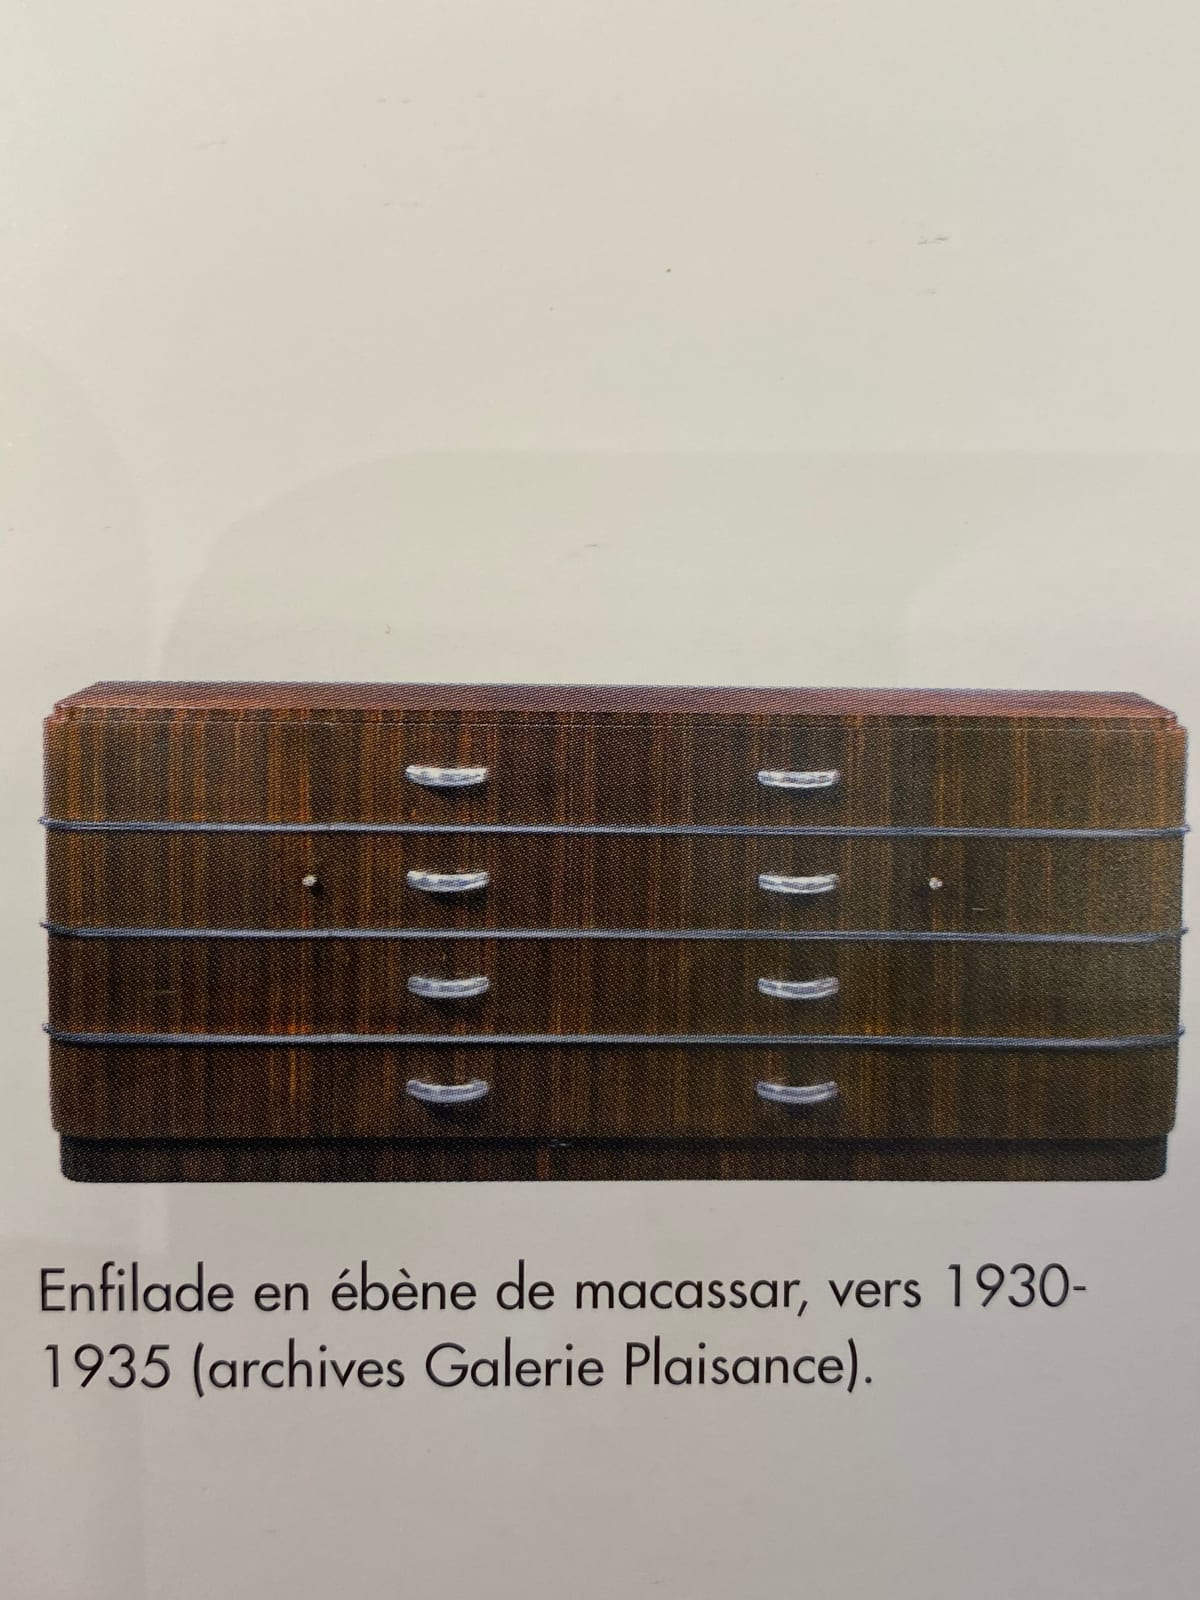 Enfilade en ébène de macassar, vers 1930-
1935 (archives Galerie Plaisance).